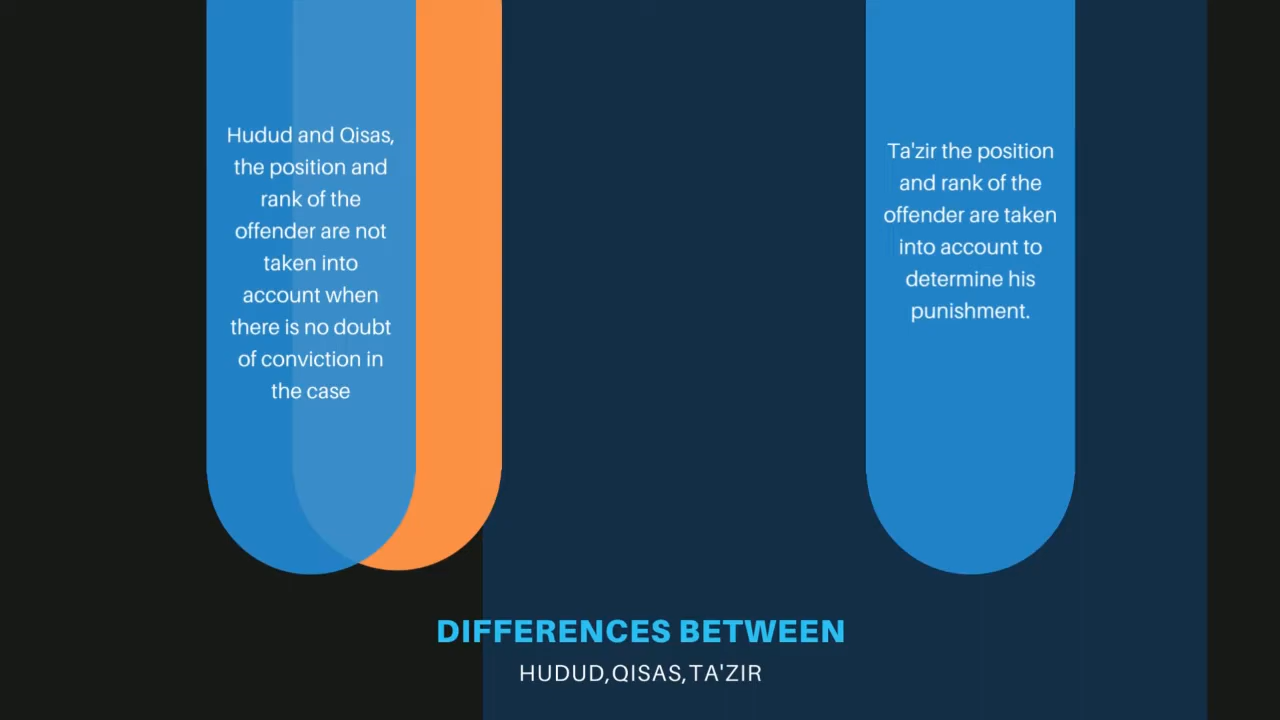 Hudud and Qisas,
the position and
rank of the
offender are not
taken into
account when
there is no doubt
of conviction in
the case
Ta'zir the position
and rank of the
offender are taken
into account to
determine his
punishment.
DIFFERENCES BETWEEN
HUDUD,QISAS,TA'ZIR